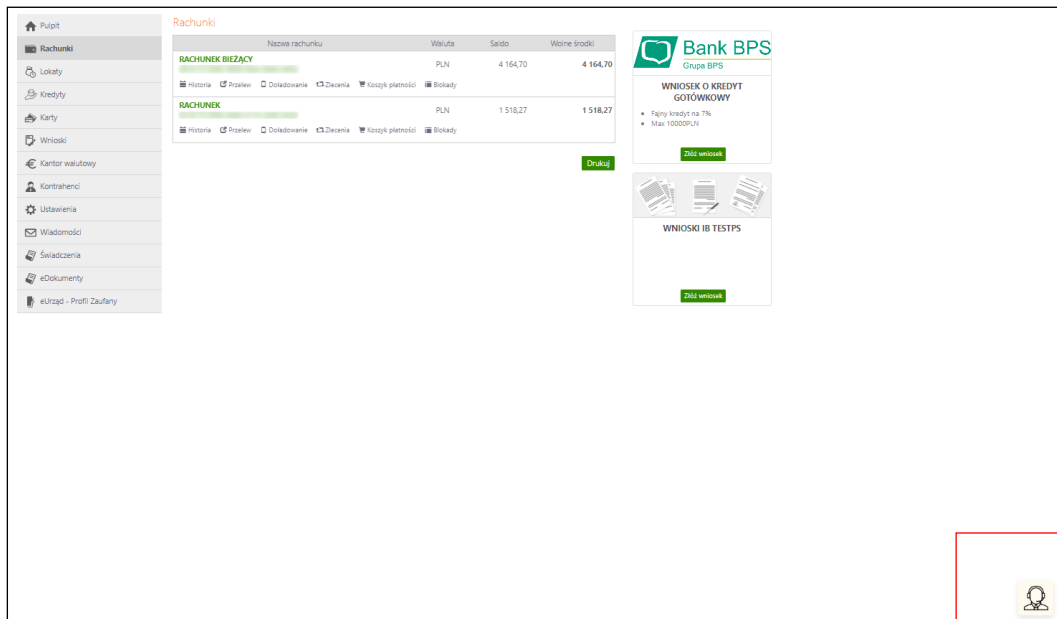 Pulpit
Rachunki
Lokaty
Kredyty
Karty
Wnioski
Kantor walutowy
Kontrahenci
Ustawienia
Wiadomości
Świadczenia
eDokumenty
eUrząd - Profil Zaufany
Rachunki
Nazwa rachunku Waluta Saldo Wolne środki
RACHUNEK BIEŻĄCY
PLN 4 164,70 4 164,70
Historia Przelew Doładowanie Zlecenia Koszyk płatności Blokady
RACHUNEK
PLN 1 518,27 1 518,27
Historia Przelew Doładowanie Zlecenia Koszyk płatności Blokady
Drukuj
Bank BPS
Grupa BPS
WNIOSEK O KREDYT
GOTÓWKOWY
Fajny kredyt na 7%
Max 10000PLN
Złóż wniosek
WNIOSKI IB TESTPS
Złóż wniosek